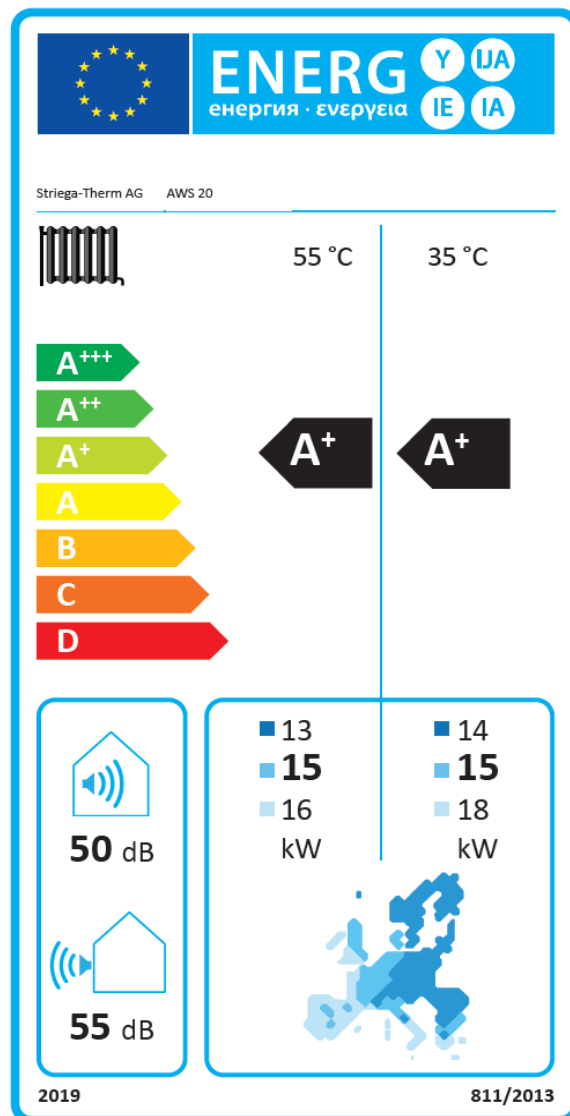 ENERG Y IJA
енергия · ενεργεια IE IA
Striega-Therm AG AWS 20
55 °C 35 °C
A+++
A++
A+ A+ A+
A
B
C
D
13 14
15 15
16 18
kW kW
50 dB
55 dB
2019 811/2013